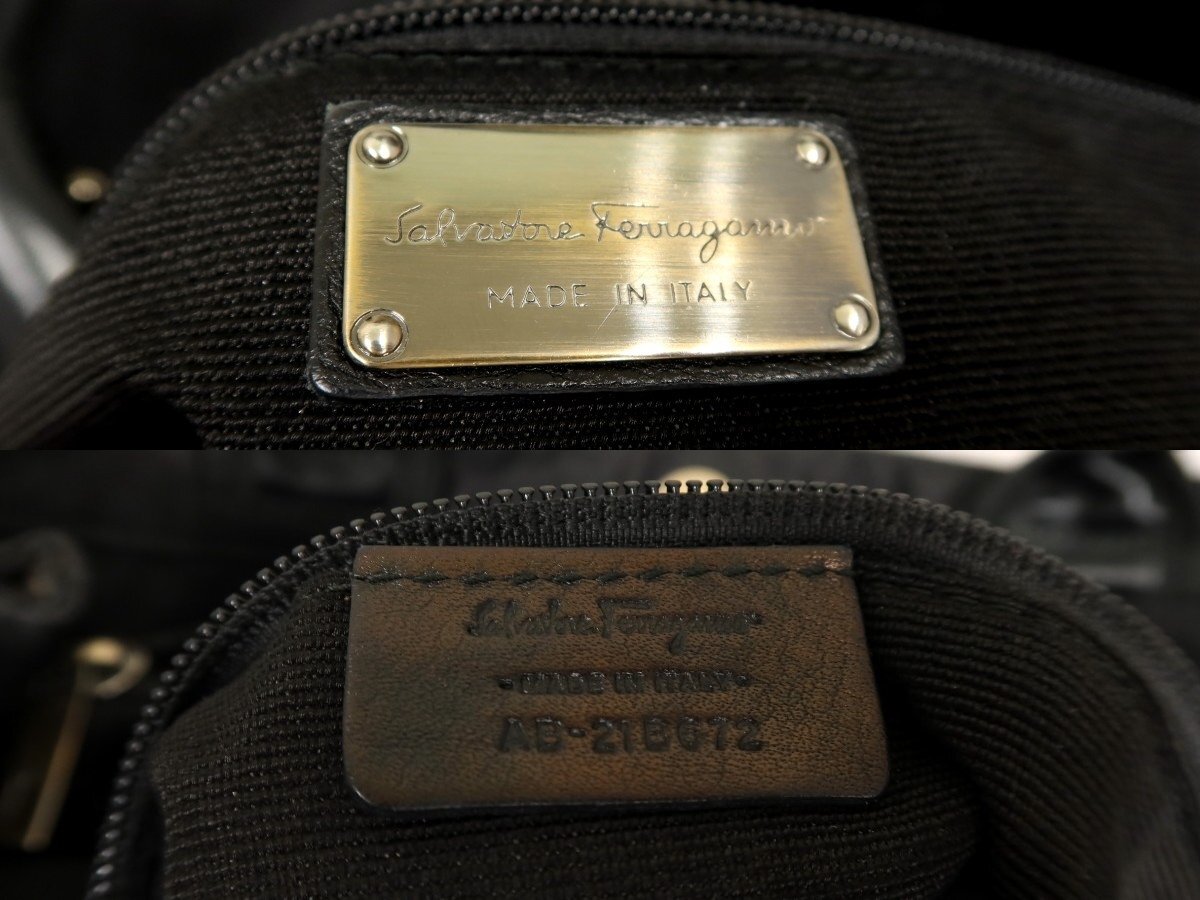 Salvatore Ferragamo
MADE IN ITALY
Salvatore Ferragamo
•MADE IN ITALY•
AB-21B672